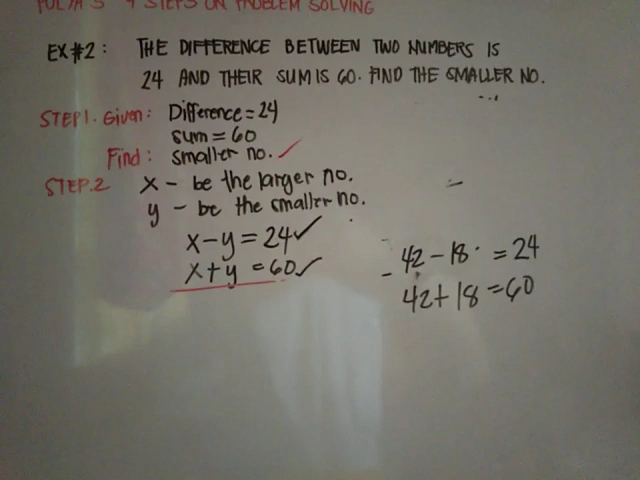 POLYA'S 4 STEPS ON PROBLEM SOLVING
EX#2: THE DIFFERENCE BETWEEN TWO NUMBERS IS
24 AND THEIR SUM IS 60. FIND THE SMALLER NO.
STEP1. Given: Difference = 24
sum = 60
Find: smaller no. ✓
STEP.2 x - be the larger no.
y - be the smaller no.
x-y = 24 ✓
x+y = 60 ✓
42 - 18 = 24
42 + 18 = 60